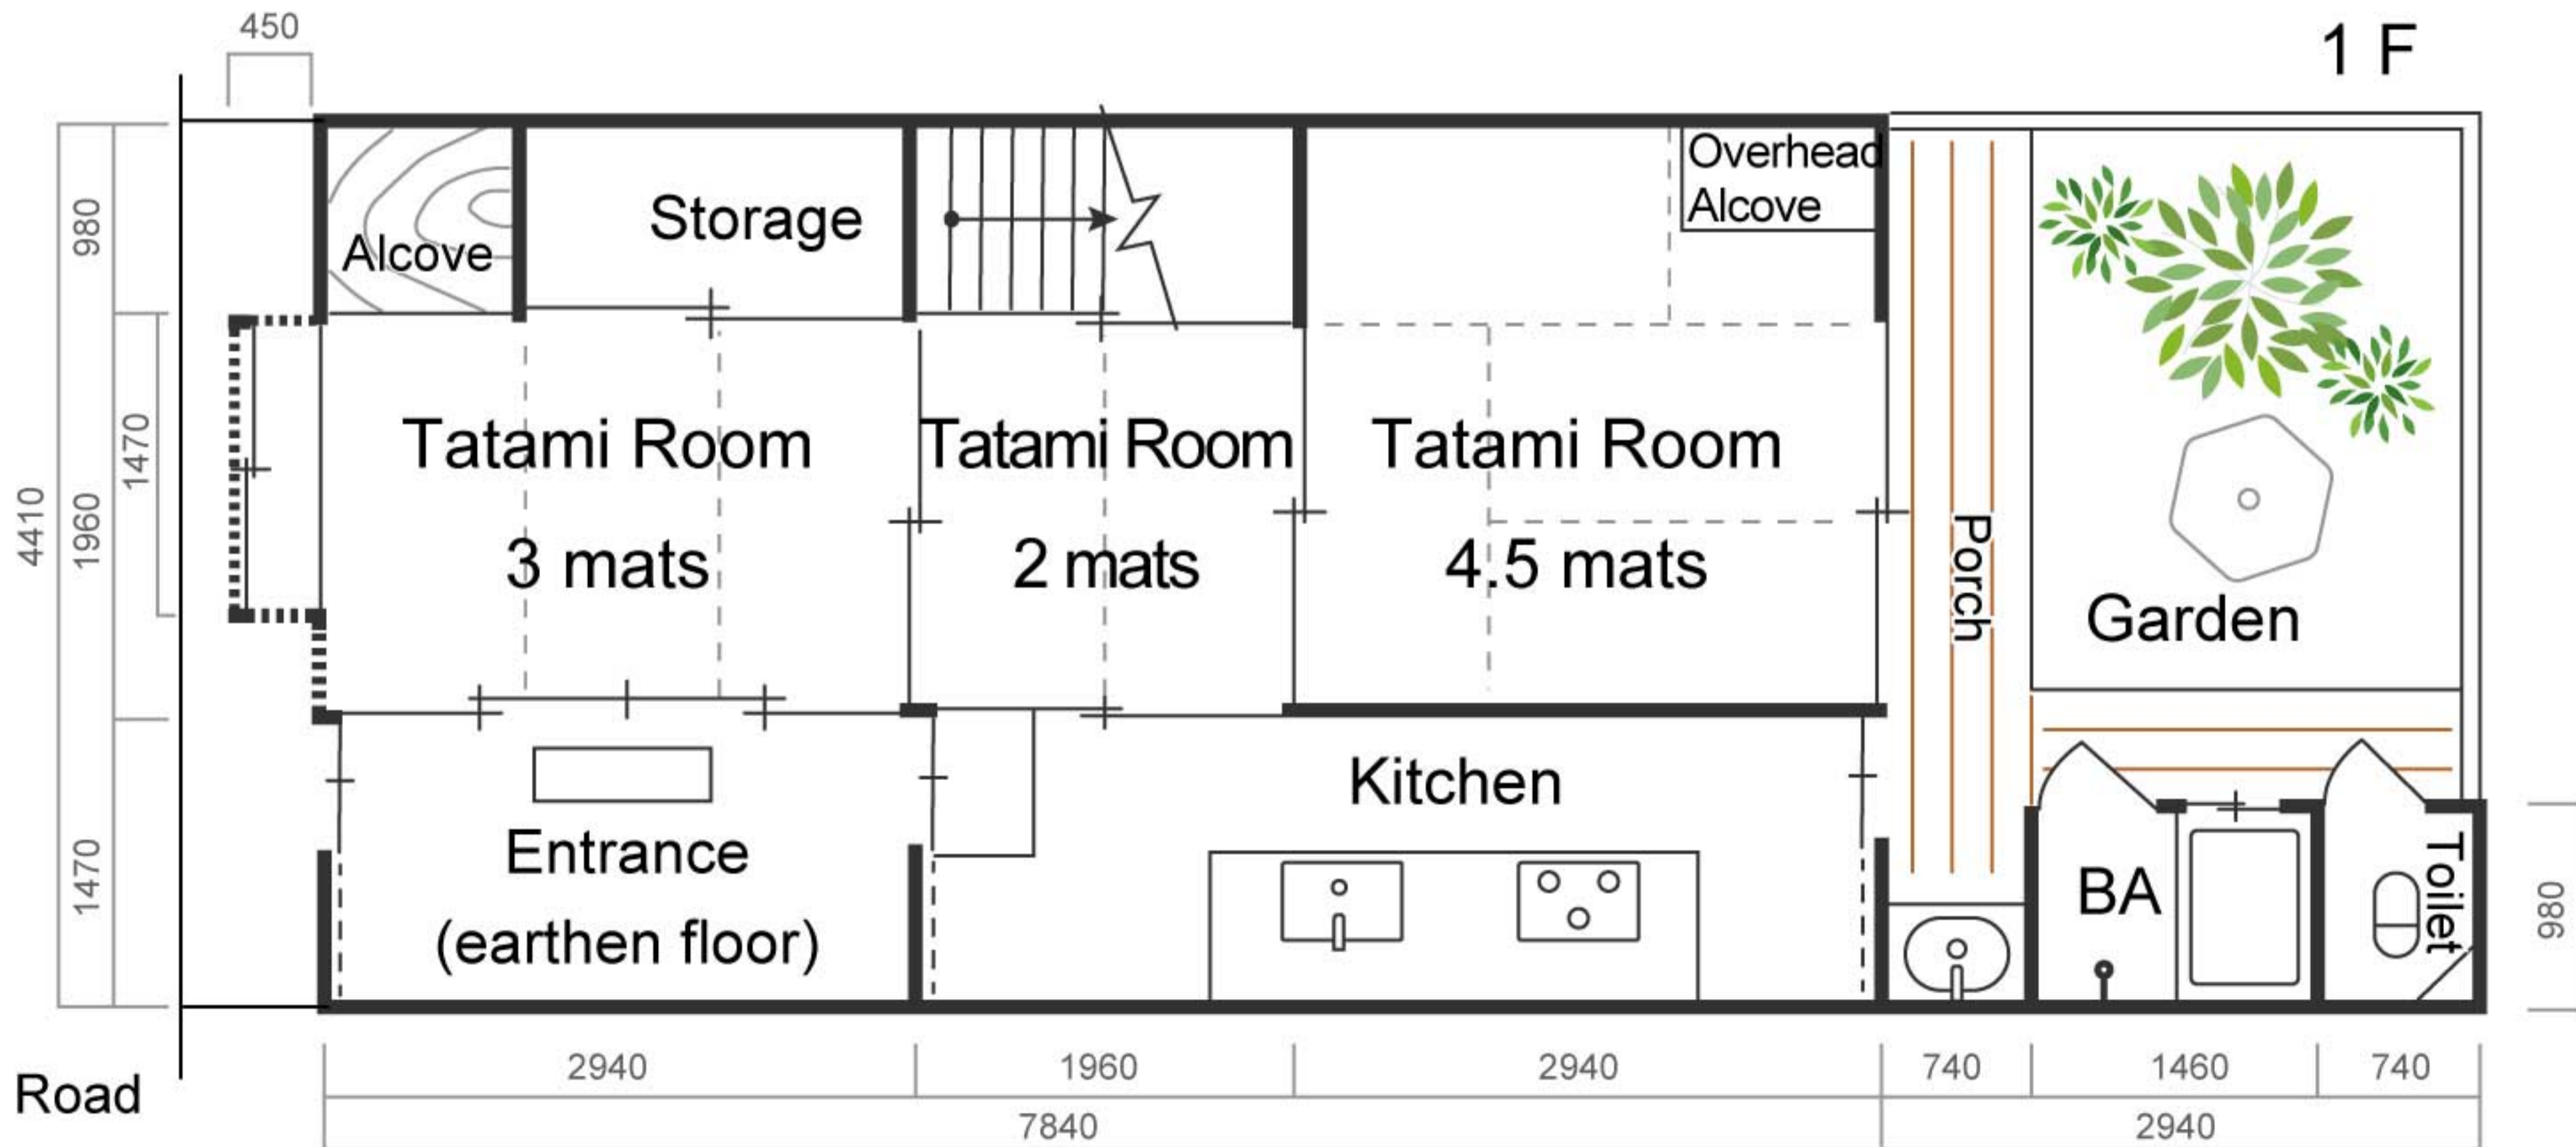 450
1 F
Overhead
Alcove
Storage
Alcove
980
Tatami Room
3 mats
Tatami Room
2 mats
Tatami Room
4.5 mats
1470
1960
4410
Porch
Garden
Kitchen
Entrance
(earthen floor)
1470
BA
Toilet
980
Road
2940
1960
2940
740
1460
740
7840
2940